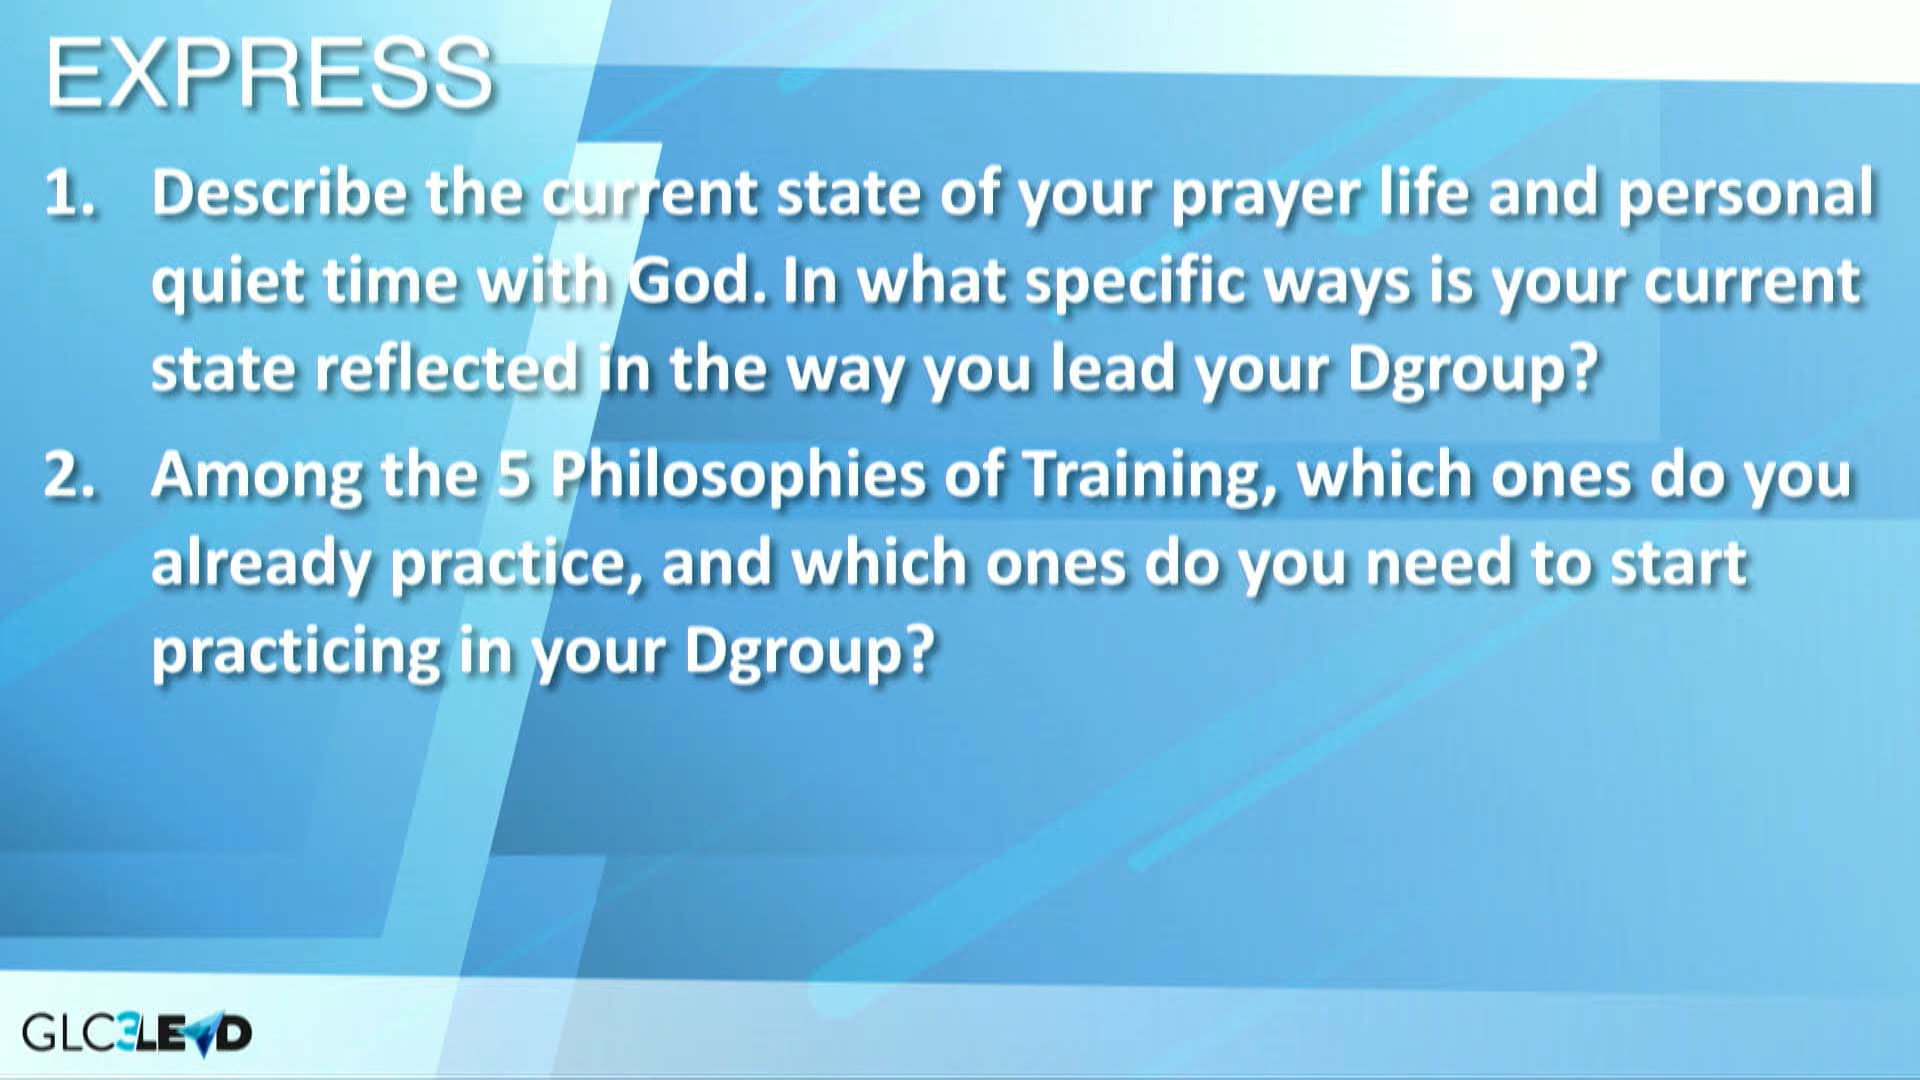 EXPRESS
1. Describe the current state of your prayer life and personal
quiet time with God. In what specific ways is your current
state reflected in the way you lead your Dgroup?
2. Among the 5 Philosophies of Training, which ones do you
already practice, and which ones do you need to start
practicing in your Dgroup?
GLC3LEAD